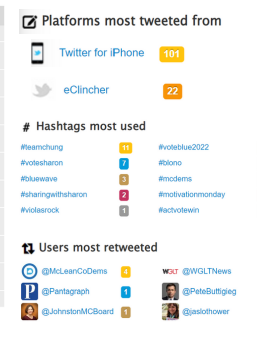 Platforms most tweeted from
Twitter for iPhone 101
eClincher 22
# Hashtags most used
#teamchung 11 #voteblue2022
#votesharon 7 #blono
#bluewave 3 #mcdems
#sharingwithsharon 2 #motivationmonday
#violasrock 1 #actvotewin
Users most retweeted
@McLeanCoDems 4 WGLT @WGLTNews
P @Pantagraph 1 @PeteButtigieg
@JohnstonMCBoard 1 @jaslothower